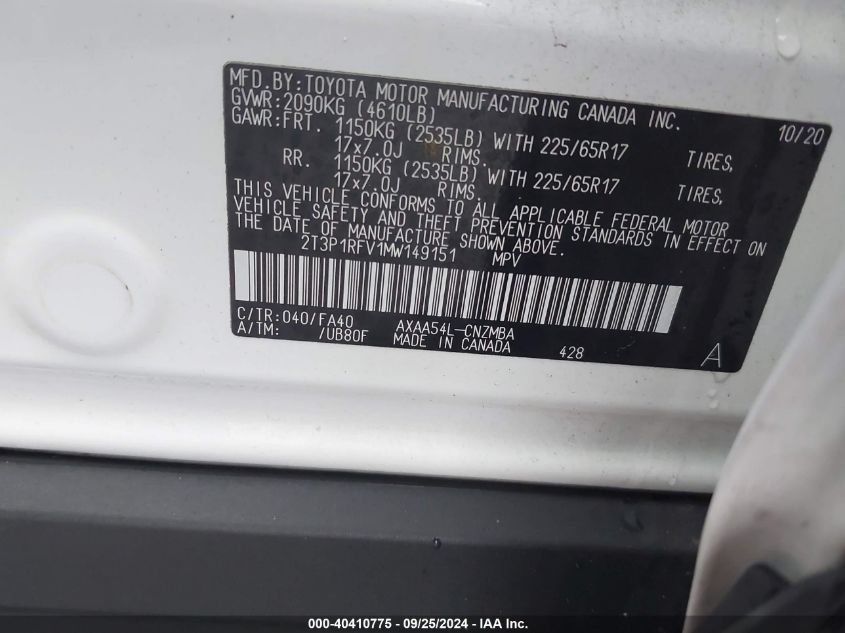 MFD.BY:TOYOTA MOTOR MANUFACTURING CANADA INC. 10/20
GVWR:2090KG (4610LB)
GAWR:FRT. 1150KG (2535LB) WITH 225/65R17 TIRES,
17x7.0J RIMS.
RR. 1150KG (2535LB) WITH 225/65R17 TIRES,
17x7.0J RIMS.
THIS VEHICLE CONFORMS TO ALL APPLICABLE FEDERAL MOTOR
VEHICLE SAFETY AND THEFT PREVENTION STANDARDS IN EFFECT ON
THE DATE OF MANUFACTURE SHOWN ABOVE.
2T3P1RFV1MW149151 MPV
C/TR:040/FA40 AXAA54L-CNZMBA
A/TM: /UB80F MADE IN CANADA 428 A
000-40410775 - 09/25/2024 - IAA Inc.